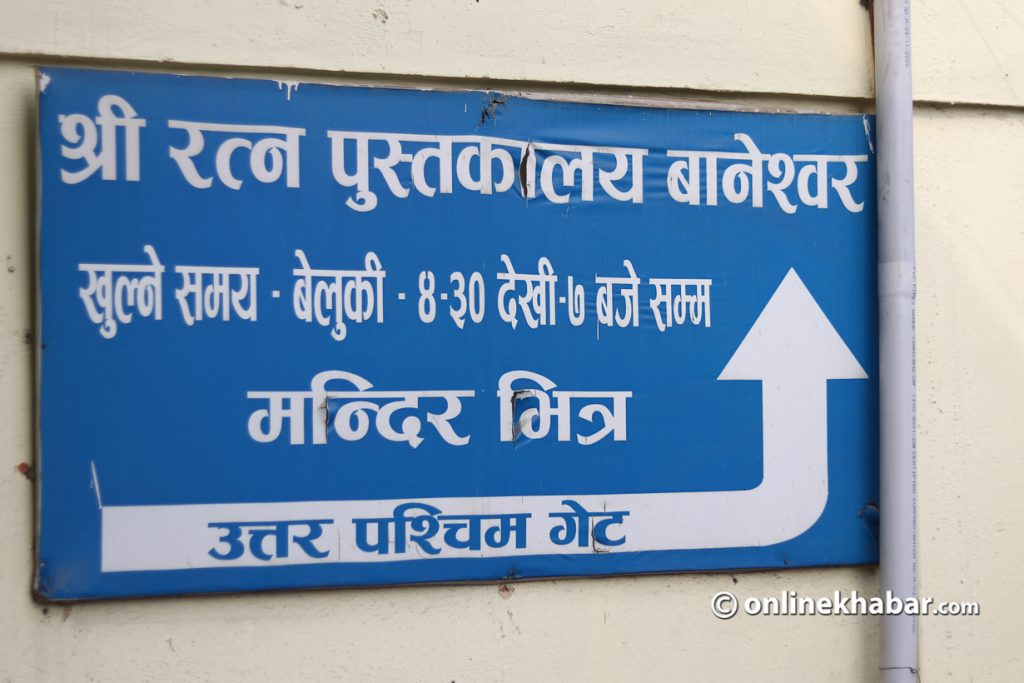 श्री रत्न पुस्तकालय बानेश्वर
खुल्ने समय - बेलुकी - ४-३० देखी-७ बजे सम्म
मन्दिर भित्र
उत्तर पश्चिम गेट
© onlinekhabar.com